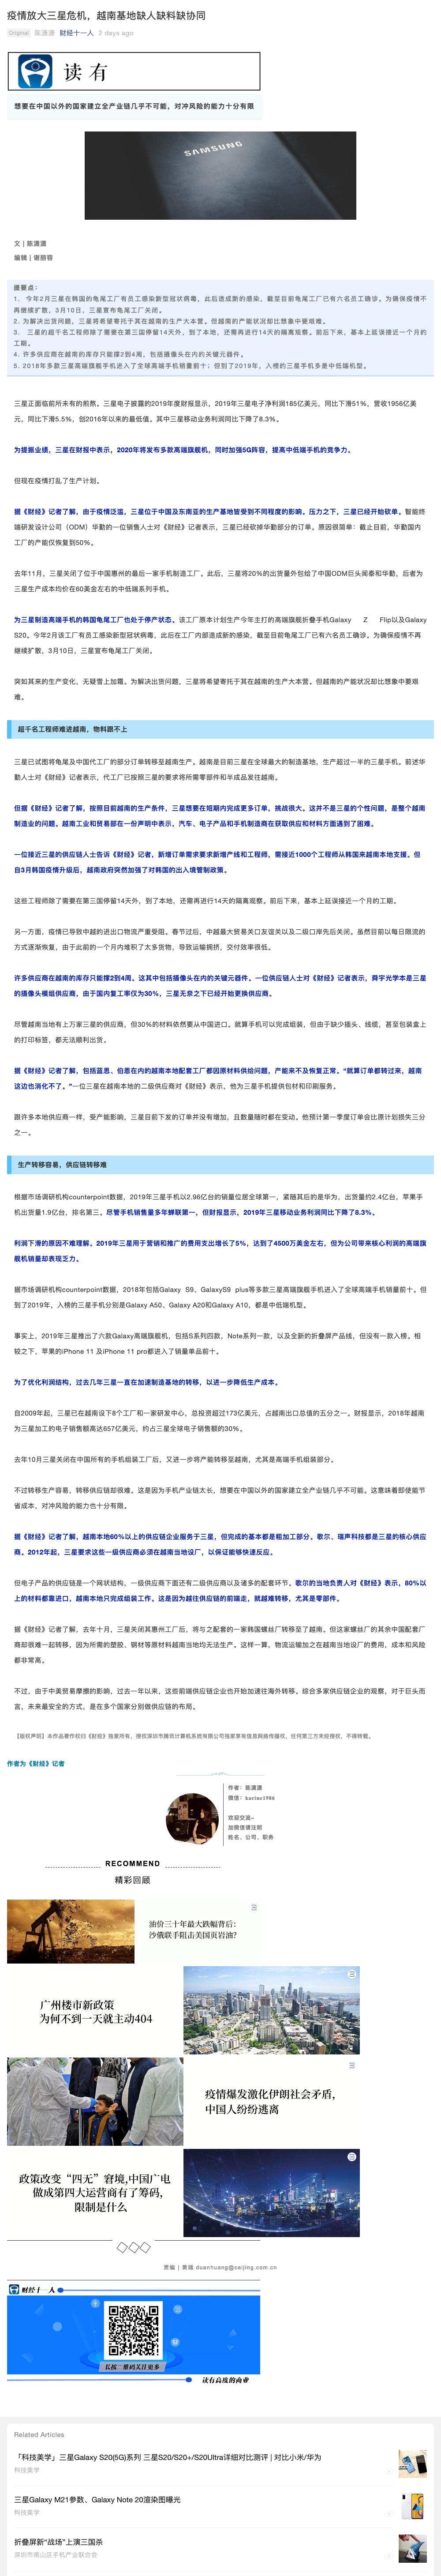 疫情放大三星危机，越南基地缺人缺料缺协同
Original 陈潇潇 财经十一人 2 days ago
读有
想要在中国以外的国家建立全产业链几乎不可能，对冲风险的能力十分有限
SAMSUNG
文 | 陈潇潇
编辑 | 谢丽容
提要点：
1. 今年2月三星在韩国的龟尾工厂有员工感染新型冠状病毒，此后造成新的感染，截至目前龟尾工厂已有六名员工确诊。为确保疫情不
再继续扩散，3月10日，三星宣布龟尾工厂关闭。
2. 为解决出货问题，三星将希望寄托于其在越南的生产大本营。但越南的产能状况却比想象中要艰难。
3. 三星的超千名工程师除了需要在第三国停留14天外，到了本地，还需再进行14天的隔离观察。前后下来，基本上延误接近一个月的
工期。
4. 许多供应商在越南的库存只能撑2到4周，包括摄像头在内的关键元器件。
5. 2018年多款三星高端旗舰手机进入了全球高端手机销量前十；但到了2019年，入榜的三星手机多是中低端机型。
三星正面临前所未有的煎熬。三星电子披露的2019年度财报显示，2019年三星电子净利润185亿美元，同比下滑51%，营收1956亿美
元，同比下滑5.5%，创2016年以来的最低值。其中三星移动业务利润同比下降了8.3%。
为提振业绩，三星在财报中表示，2020年将发布多款高端旗舰机，同时加强5G阵容，提高中低端手机的竞争力。
但现在疫情打乱了生产计划。
据《财经》记者了解，由于疫情泛滥，三星位于中国及东南亚的生产基地皆受到不同程度的影响。压力之下，三星已经开始砍单。智能终
端研发设计公司（ODM）华勤的一位销售人士对《财经》记者表示，三星已经砍掉华勤部分的订单。原因很简单：截止目前，华勤国内
工厂的产能仅恢复到50%。
去年11月，三星关闭了位于中国惠州的最后一家手机制造工厂。此后，三星将20%的出货量外包给了中国ODM巨头闻泰和华勤，后者为
三星生产成本均价在60美金左右的中低端系列手机。
为三星制造高端手机的韩国龟尾工厂也处于停产状态。该工厂原本计划生产今年主打的高端旗舰折叠手机Galaxy Z Flip以及Galaxy
S20。今年2月该工厂有员工感染新型冠状病毒，此后在工厂内部造成新的感染，截至目前龟尾工厂已有六名员工确诊。为确保疫情不再
继续扩散，3月10日，三星宣布龟尾工厂关闭。
突如其来的生产变化，无疑雪上加霜。为解决出货问题，三星将希望寄托于其在越南的生产大本营。但越南的产能状况却比想象中要艰
难。
超千名工程师难进越南，物料跟不上
三星已试图将龟尾及中国代工厂的部分订单转移至越南生产。越南是目前三星在全球最大的制造基地、生产超过一半的三星手机。前述华
勤人士对《财经》记者表示，代工厂已按照三星的要求将所需零部件和半成品发往越南。
但据《财经》记者了解，按照目前越南的生产条件，三星想要在短期内完成更多订单，挑战很大。这并不是三星的个性问题，是整个越南
制造业的问题。越南工业和贸易部在一份声明中表示，汽车、电子产品和手机制造商在获取供应和材料方面遇到了困难。
一位接近三星的供应链人士告诉《财经》记者，新增订单需求要求新增产线和工程师，需接近1000个工程师从韩国来越南本地支援。但
自3月韩国疫情升级后，越南政府突然加强了对韩国的出入境管制政策。
这些工程师除了需要在第三国停留14天外，到了本地，还需再进行14天的隔离观察。前后下来，基本上延误接近一个月的工期。
另一方面，疫情已导致中越的进出口物流严重受阻。春节过后，中越最大贸易关口友谊关以及二级口岸先后关闭。虽然目前以每日限流的
方式逐渐恢复，由于此前的一个月内堆积了太多货物，导致运输拥挤，交付效率很低。
许多供应商在越南的库存只能撑2到4周。这其中包括摄像头在内的关键元器件。一位供应链人士对《财经》记者表示，舜宇光学本是三星
的摄像头模组供应商，由于国内复工率仅为30%，三星无奈之下已经开始更换供应商。
尽管越南当地有上万家三星的供应商，但30%的材料依然要从中国进口。就算手机可以完成组装，但由于缺少插头、线缆，甚至包装盒上
的打印标签，都无法顺利出货。
据《财经》记者了解，包括蓝思、伯恩在内的越南本地配套工厂都因原材料供给问题，产能来不及恢复正常。“就算订单都转过来，越南
这边也消化不了。”一位三星在越南本地的二级供应商对《财经》表示，他为三星手机提供包材和印刷服务。
跟许多本地供应商一样，受产能影响，三星目前下发的订单并没有增加，且数量随时都在变动。他预计第一季度订单会比原计划损失三分
之一。
生产转移容易，供应链转移难
根据市场调研机构counterpoint数据，2019年三星手机以2.96亿台的销量位居全球第一，紧随其后的是华为，出货量约2.4亿台，苹果手
机出货量1.9亿台，排名第三。尽管手机销售量多年蝉联第一，但财报显示，2019年三星移动业务利润同比下降了8.3%。
利润下滑的原因不难理解。2019年三星用于营销和推广的费用支出增长了5%，达到了4500万美金左右，但为公司带来核心利润的高端旗
舰机销量却表现乏力。
据市场调研机构counterpoint数据，2018年包括Galaxy S9、GalaxyS9 plus等多款三星高端旗舰手机进入了全球高端手机销量前十。但
到了2019年，入榜的三星手机分别是Galaxy A50、Galaxy A20和Galaxy A10，都是中低端机型。
事实上，2019年三星推出了六款Galaxy高端旗舰机，包括S系列四款，Note系列一款，以及全新的折叠屏产品线，但没有一款入榜。相
较之下，苹果的iPhone 11 及iPhone 11 pro都进入了销量单品前十。
为了优化利润结构，过去几年三星一直在加速制造基地的转移，以进一步降低生产成本。
自2009年起，三星已在越南设下8个工厂和一家研发中心，总投资超过173亿美元，占越南出口总值的五分之一。财报显示，2018年越南
为三星加工的电子销售额高达657亿美元，约占三星全球电子销售额的30%。
去年10月三星关闭在中国所有的手机组装工厂后，又进一步将产能转移至越南，尤其是高端手机组装部分。
不过转移生产容易，转移供应链却很难。这是因为手机产业链太长，想要在中国以外的国家建立全产业链几乎不可能。这意味着即使能节
省成本，对冲风险的能力也十分有限。
据《财经》记者了解，越南本地60%以上的供应链企业服务于三星，但完成的基本都是粗加工部分。歌尔、瑞声科技都是三星的核心供应
商。2012年起，三星要求这些一级供应商必须在越南当地设厂，以保证能够快速反应。
但电子产品的供应链是一个网状结构，一级供应商下面还有二级供应商以及诸多的配套环节。歌尔的当地负责人对《财经》表示，80%以
上的材料都靠进口，越南本地只完成组装工作。这是因为越往供应链的前端走，就越难转移，尤其是零部件。
据《财经》记者了解，去年十月，三星关闭其惠州工厂后，将与之配套的一家韩国螺丝厂转移至了越南。但这家螺丝厂的其余中国配套厂
商却很难一起转移，因为所需的塑胶、钢材等原材料越南当地均无法生产。这样一算，物流运输加之在越南当地设厂的费用，成本和风险
都非常高。
不过，由于中美贸易摩擦的影响，过去一年以来，这些前端供应链企业也开始加速往海外转移。综合多家供应链企业的观察，对于巨头而
言，未来最安全的方式，是在多个国家分别做供应链的布局。
【版权声明】本作品著作权归《财经》独家所有，授权深圳市腾讯计算机系统有限公司独家享有信息网络传播权，任何第三方未经授权，不得转载。
作者为《财经》记者
作者：陈潇潇
微信：karine1986
欢迎交流~
加微信请注明
姓名、公司、职务
RECOMMEND
精彩回顾
油价三十年最大跌幅背后：
沙俄联手阻击美国页岩油？
广州楼市新政策
为何不到一天就主动404
疫情爆发激化伊朗社会矛盾，
中国人纷纷逃离
政策改变“四无”窘境，中国广电
做成第四大运营商有了筹码，
限制是什么
责编 | 黄端 duanhuang@caijing.com.cn
财经十一人
长按二维码关注更多
读有高度的商业
Related Articles
「科技美学」三星Galaxy S20(5G)系列 三星S20/S20+/S20Ultra详细对比测评 | 对比小米/华为
科技美学
三星Galaxy M21参数、Galaxy Note 20渲染图曝光
科技美学
折叠屏新“战场”上演三国杀
深圳市南山区手机产业联合会